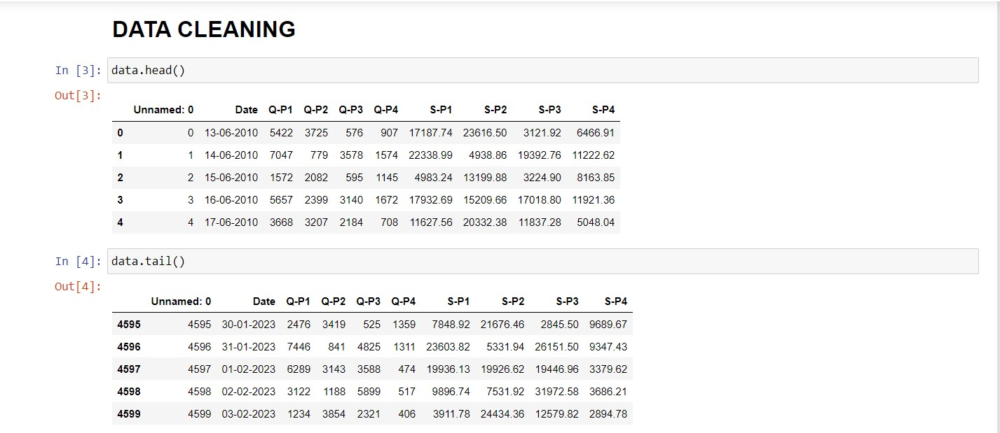 DATA CLEANING
In [3]: data.head()
Out[3]:
Unnamed: 0 Date Q-P1 Q-P2 Q-P3 Q-P4 S-P1 S-P2 S-P3 S-P4
0 0 13-06-2010 5422 3725 576 907 17187.74 23616.50 3121.92 6466.91
1 1 14-06-2010 7047 779 3578 1574 22338.99 4938.86 19392.76 11222.62
2 2 15-06-2010 1572 2082 595 1145 4983.24 13199.88 3224.90 8163.85
3 3 16-06-2010 5657 2399 3140 1672 17932.69 15209.66 17018.80 11921.36
4 4 17-06-2010 3668 3207 2184 708 11627.56 20332.38 11837.28 5048.04
In [4]: data.tail()
Out[4]:
Unnamed: 0 Date Q-P1 Q-P2 Q-P3 Q-P4 S-P1 S-P2 S-P3 S-P4
4595 4595 30-01-2023 2476 3419 525 1359 7848.92 21676.46 2845.50 9689.67
4596 4596 31-01-2023 7446 841 4825 1311 23603.82 5331.94 26151.50 9347.43
4597 4597 01-02-2023 6289 3143 3588 474 19936.13 19926.62 19446.96 3379.62
4598 4598 02-02-2023 3122 1188 5899 517 9896.74 7531.92 31972.58 3686.21
4599 4599 03-02-2023 1234 3854 2321 406 3911.78 24434.36 12579.82 2894.78